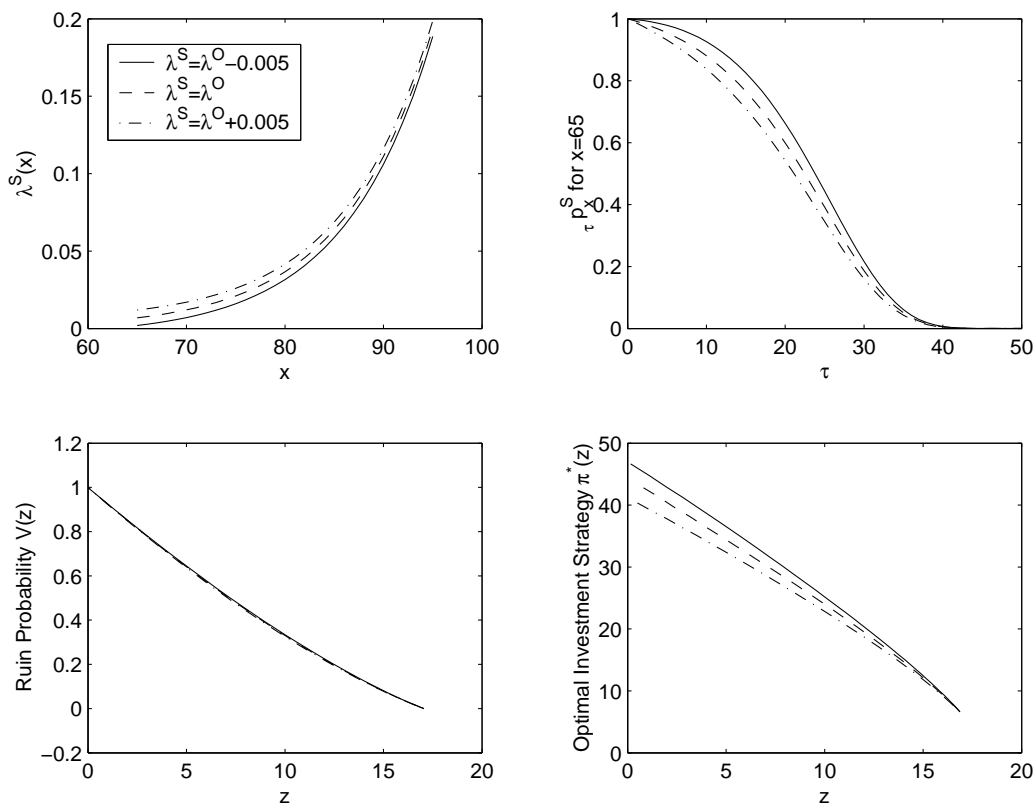 0.2
0.15
0.1
0.05
0
λ^S(x)
λ^S=λ^O−0.005
λ^S=λ^O
λ^S=λ^O+0.005
60 70 80 90 100
x
1
0.8
0.6
0.4
0.2
0
τ p_x^S for x=65
0 10 20 30 40 50
τ
1.2
1
0.8
0.6
0.4
0.2
0
−0.2
Ruin Probability V(z)
0 5 10 15 20
z
50
40
30
20
10
0
Optimal Investment Strategy π^*(z)
0 5 10 15 20
z